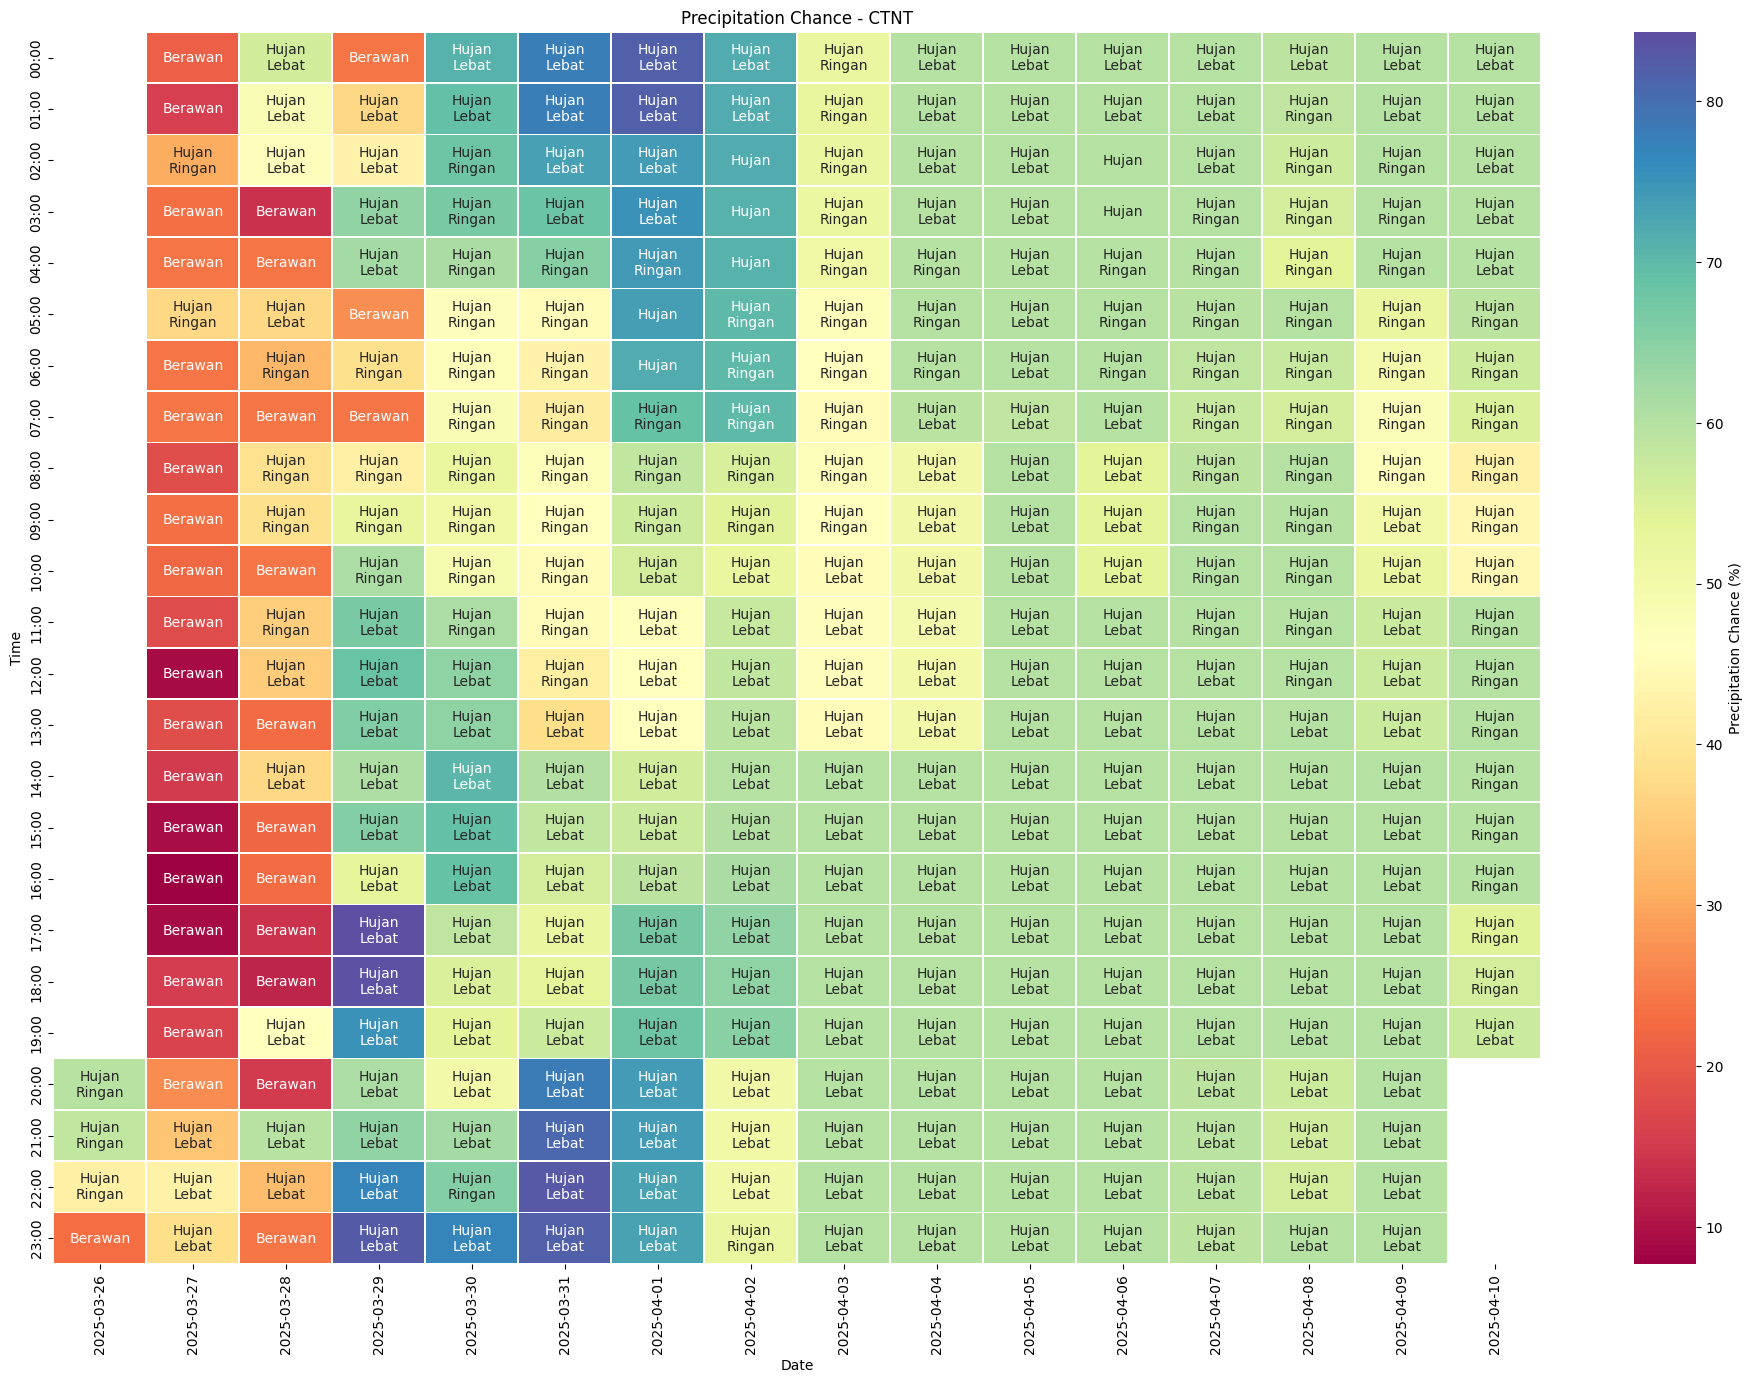 Precipitation Chance - CTNT
00:00 Berawan Hujan Lebat Berawan Hujan Lebat Hujan Lebat Hujan Lebat Hujan Lebat Hujan Ringan Hujan Lebat Hujan Lebat Hujan Lebat Hujan Lebat Hujan Lebat Hujan Lebat Hujan Lebat
01:00 Berawan Hujan Lebat Hujan Lebat Hujan Lebat Hujan Lebat Hujan Lebat Hujan Lebat Hujan Ringan Hujan Lebat Hujan Lebat Hujan Lebat Hujan Lebat Hujan Ringan Hujan Lebat Hujan Lebat
02:00 Hujan Ringan Hujan Lebat Hujan Lebat Hujan Ringan Hujan Lebat Hujan Lebat Hujan Hujan Ringan Hujan Lebat Hujan Lebat Hujan Hujan Lebat Hujan Ringan Hujan Ringan Hujan Lebat
03:00 Berawan Berawan Hujan Lebat Hujan Ringan Hujan Lebat Hujan Lebat Hujan Hujan Ringan Hujan Lebat Hujan Lebat Hujan Hujan Ringan Hujan Ringan Hujan Ringan Hujan Lebat
04:00 Berawan Berawan Hujan Lebat Hujan Ringan Hujan Ringan Hujan Ringan Hujan Hujan Ringan Hujan Ringan Hujan Lebat Hujan Ringan Hujan Ringan Hujan Ringan Hujan Ringan Hujan Lebat
05:00 Hujan Ringan Hujan Lebat Berawan Hujan Ringan Hujan Ringan Hujan Hujan Ringan Hujan Ringan Hujan Ringan Hujan Lebat Hujan Ringan Hujan Ringan Hujan Ringan Hujan Ringan Hujan Ringan
06:00 Berawan Hujan Ringan Hujan Ringan Hujan Ringan Hujan Ringan Hujan Hujan Ringan Hujan Ringan Hujan Ringan Hujan Lebat Hujan Ringan Hujan Ringan Hujan Ringan Hujan Ringan Hujan Ringan
07:00 Berawan Berawan Berawan Hujan Ringan Hujan Ringan Hujan Ringan Hujan Ringan Hujan Ringan Hujan Lebat Hujan Lebat Hujan Lebat Hujan Ringan Hujan Ringan Hujan Ringan Hujan Ringan
08:00 Berawan Hujan Ringan Hujan Ringan Hujan Ringan Hujan Ringan Hujan Ringan Hujan Ringan Hujan Ringan Hujan Lebat Hujan Lebat Hujan Lebat Hujan Ringan Hujan Ringan Hujan Ringan Hujan Ringan
09:00 Berawan Hujan Ringan Hujan Ringan Hujan Ringan Hujan Ringan Hujan Ringan Hujan Ringan Hujan Ringan Hujan Lebat Hujan Lebat Hujan Lebat Hujan Ringan Hujan Ringan Hujan Lebat Hujan Ringan
10:00 Berawan Berawan Hujan Ringan Hujan Ringan Hujan Ringan Hujan Lebat Hujan Lebat Hujan Lebat Hujan Lebat Hujan Lebat Hujan Lebat Hujan Ringan Hujan Ringan Hujan Lebat Hujan Ringan
11:00 Berawan Hujan Ringan Hujan Lebat Hujan Ringan Hujan Ringan Hujan Lebat Hujan Lebat Hujan Lebat Hujan Lebat Hujan Lebat Hujan Lebat Hujan Ringan Hujan Ringan Hujan Lebat Hujan Ringan
12:00 Berawan Hujan Lebat Hujan Lebat Hujan Lebat Hujan Ringan Hujan Lebat Hujan Lebat Hujan Lebat Hujan Lebat Hujan Lebat Hujan Lebat Hujan Lebat Hujan Ringan Hujan Lebat Hujan Ringan
13:00 Berawan Berawan Hujan Lebat Hujan Lebat Hujan Lebat Hujan Lebat Hujan Lebat Hujan Lebat Hujan Lebat Hujan Lebat Hujan Lebat Hujan Lebat Hujan Lebat Hujan Lebat Hujan Ringan
14:00 Berawan Hujan Lebat Hujan Lebat Hujan Lebat Hujan Lebat Hujan Lebat Hujan Lebat Hujan Lebat Hujan Lebat Hujan Lebat Hujan Lebat Hujan Lebat Hujan Lebat Hujan Lebat Hujan Ringan
15:00 Berawan Berawan Hujan Lebat Hujan Lebat Hujan Lebat Hujan Lebat Hujan Lebat Hujan Lebat Hujan Lebat Hujan Lebat Hujan Lebat Hujan Lebat Hujan Lebat Hujan Lebat Hujan Ringan
16:00 Berawan Berawan Hujan Lebat Hujan Lebat Hujan Lebat Hujan Lebat Hujan Lebat Hujan Lebat Hujan Lebat Hujan Lebat Hujan Lebat Hujan Lebat Hujan Lebat Hujan Lebat Hujan Ringan
17:00 Berawan Berawan Hujan Lebat Hujan Lebat Hujan Lebat Hujan Lebat Hujan Lebat Hujan Lebat Hujan Lebat Hujan Lebat Hujan Lebat Hujan Lebat Hujan Lebat Hujan Lebat Hujan Ringan
18:00 Berawan Berawan Hujan Lebat Hujan Lebat Hujan Lebat Hujan Lebat Hujan Lebat Hujan Lebat Hujan Lebat Hujan Lebat Hujan Lebat Hujan Lebat Hujan Lebat Hujan Lebat Hujan Ringan
19:00 Berawan Hujan Lebat Hujan Lebat Hujan Lebat Hujan Lebat Hujan Lebat Hujan Lebat Hujan Lebat Hujan Lebat Hujan Lebat Hujan Lebat Hujan Lebat Hujan Lebat Hujan Lebat Hujan Lebat
20:00 Hujan Ringan Berawan Berawan Hujan Lebat Hujan Lebat Hujan Lebat Hujan Lebat Hujan Lebat Hujan Lebat Hujan Lebat Hujan Lebat Hujan Lebat Hujan Lebat Hujan Lebat Hujan Lebat
21:00 Hujan Ringan Hujan Lebat Hujan Lebat Hujan Lebat Hujan Lebat Hujan Lebat Hujan Lebat Hujan Lebat Hujan Lebat Hujan Lebat Hujan Lebat Hujan Lebat Hujan Lebat Hujan Lebat Hujan Lebat
22:00 Hujan Ringan Hujan Lebat Hujan Lebat Hujan Lebat Hujan Ringan Hujan Lebat Hujan Lebat Hujan Lebat Hujan Lebat Hujan Lebat Hujan Lebat Hujan Lebat Hujan Lebat Hujan Lebat Hujan Lebat
23:00 Berawan Hujan Lebat Berawan Hujan Lebat Hujan Lebat Hujan Lebat Hujan Lebat Hujan Ringan Hujan Lebat Hujan Lebat Hujan Lebat Hujan Lebat Hujan Lebat Hujan Lebat Hujan Lebat
Time
2025-03-26
2025-03-27
2025-03-28
2025-03-29
2025-03-30
2025-03-31
2025-04-01
2025-04-02
2025-04-03
2025-04-04
2025-04-05
2025-04-06
2025-04-07
2025-04-08
2025-04-09
2025-04-10
Date
80
70
60
50
40
30
20
10
Precipitation Chance (%)